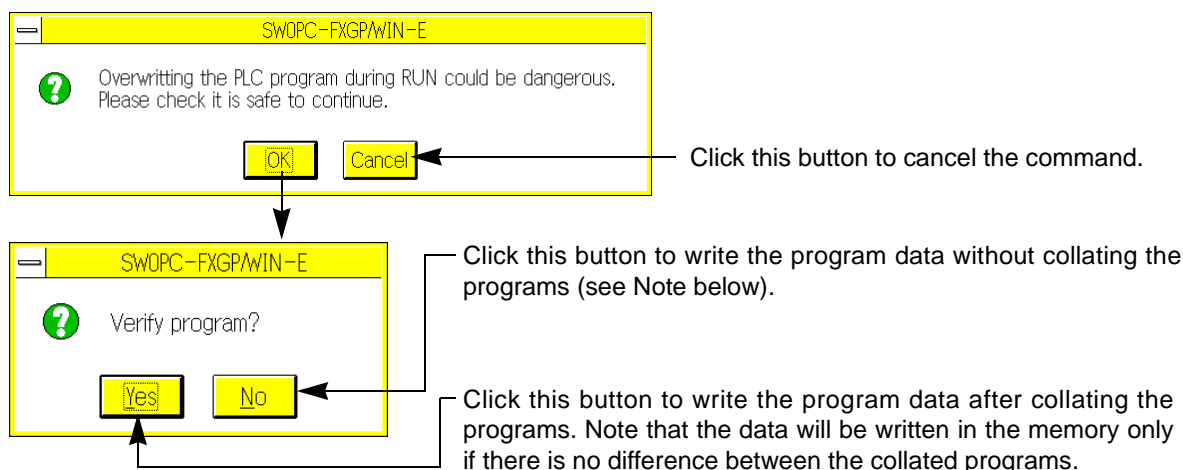 SW0PC-FXGP/WIN-E
Overwritting the PLC program during RUN could be dangerous.
Please check it is safe to continue.
OK
Cancel
Click this button to cancel the command.
SW0PC-FXGP/WIN-E
Verify program?
Yes
No
Click this button to write the program data without collating the
programs (see Note below).
Click this button to write the program data after collating the
programs. Note that the data will be written in the memory only
if there is no difference between the collated programs.